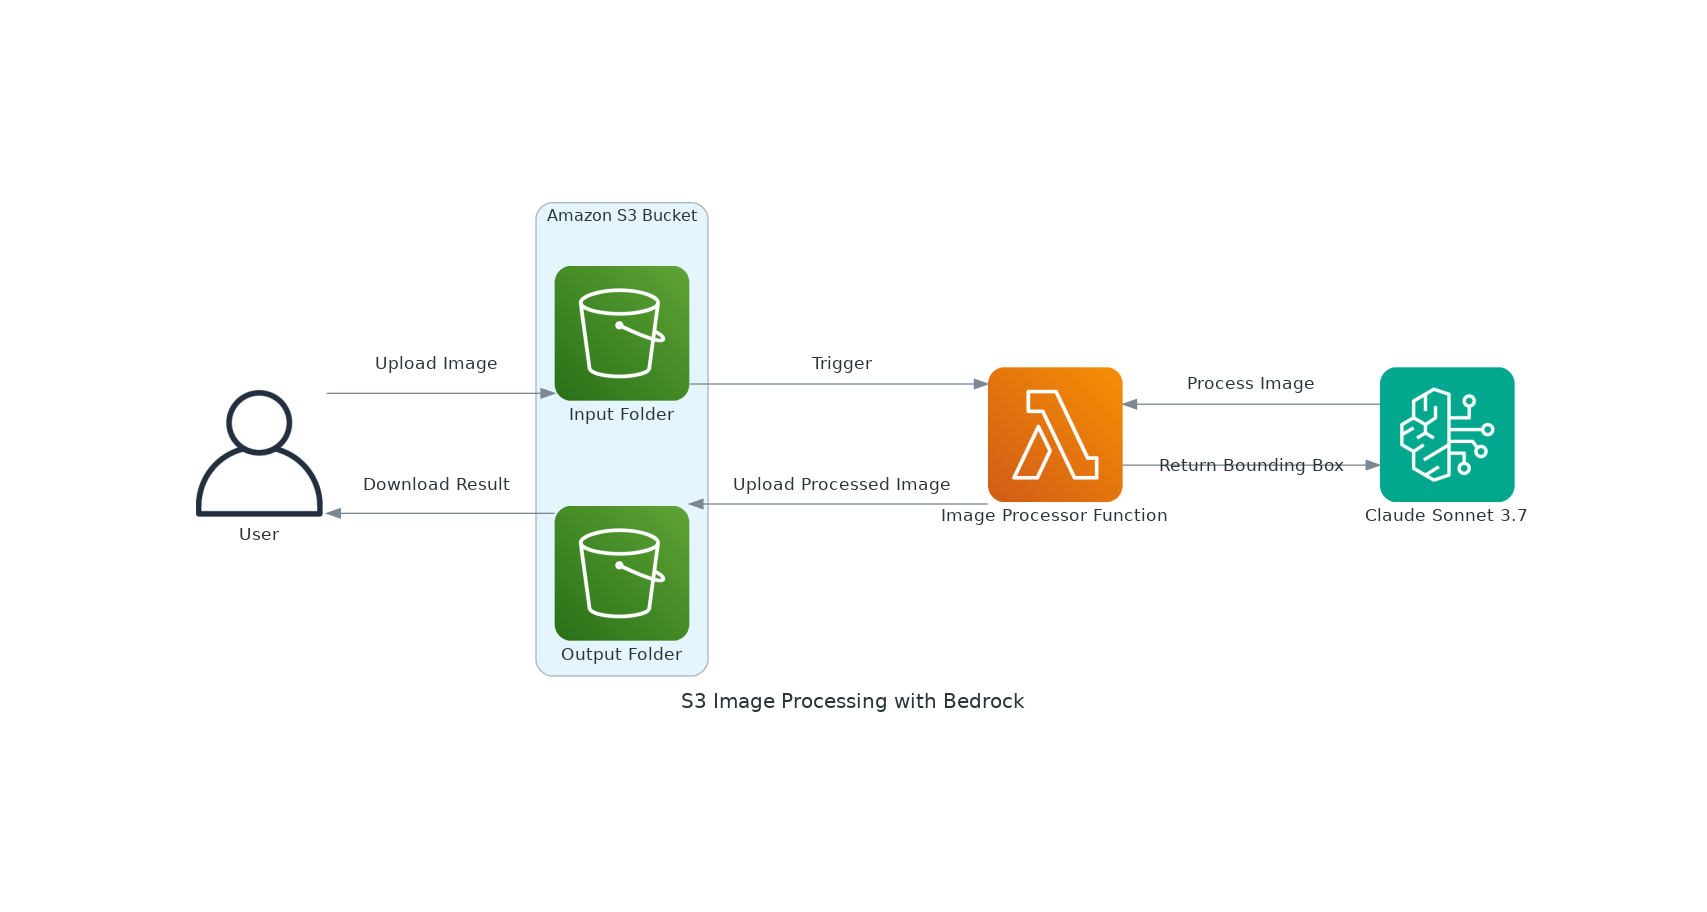 Amazon S3 Bucket
Upload Image
Input Folder
Trigger
Process Image
Download Result
User
Upload Processed Image
Return Bounding Box
Image Processor Function
Claude Sonnet 3.7
Output Folder
S3 Image Processing with Bedrock